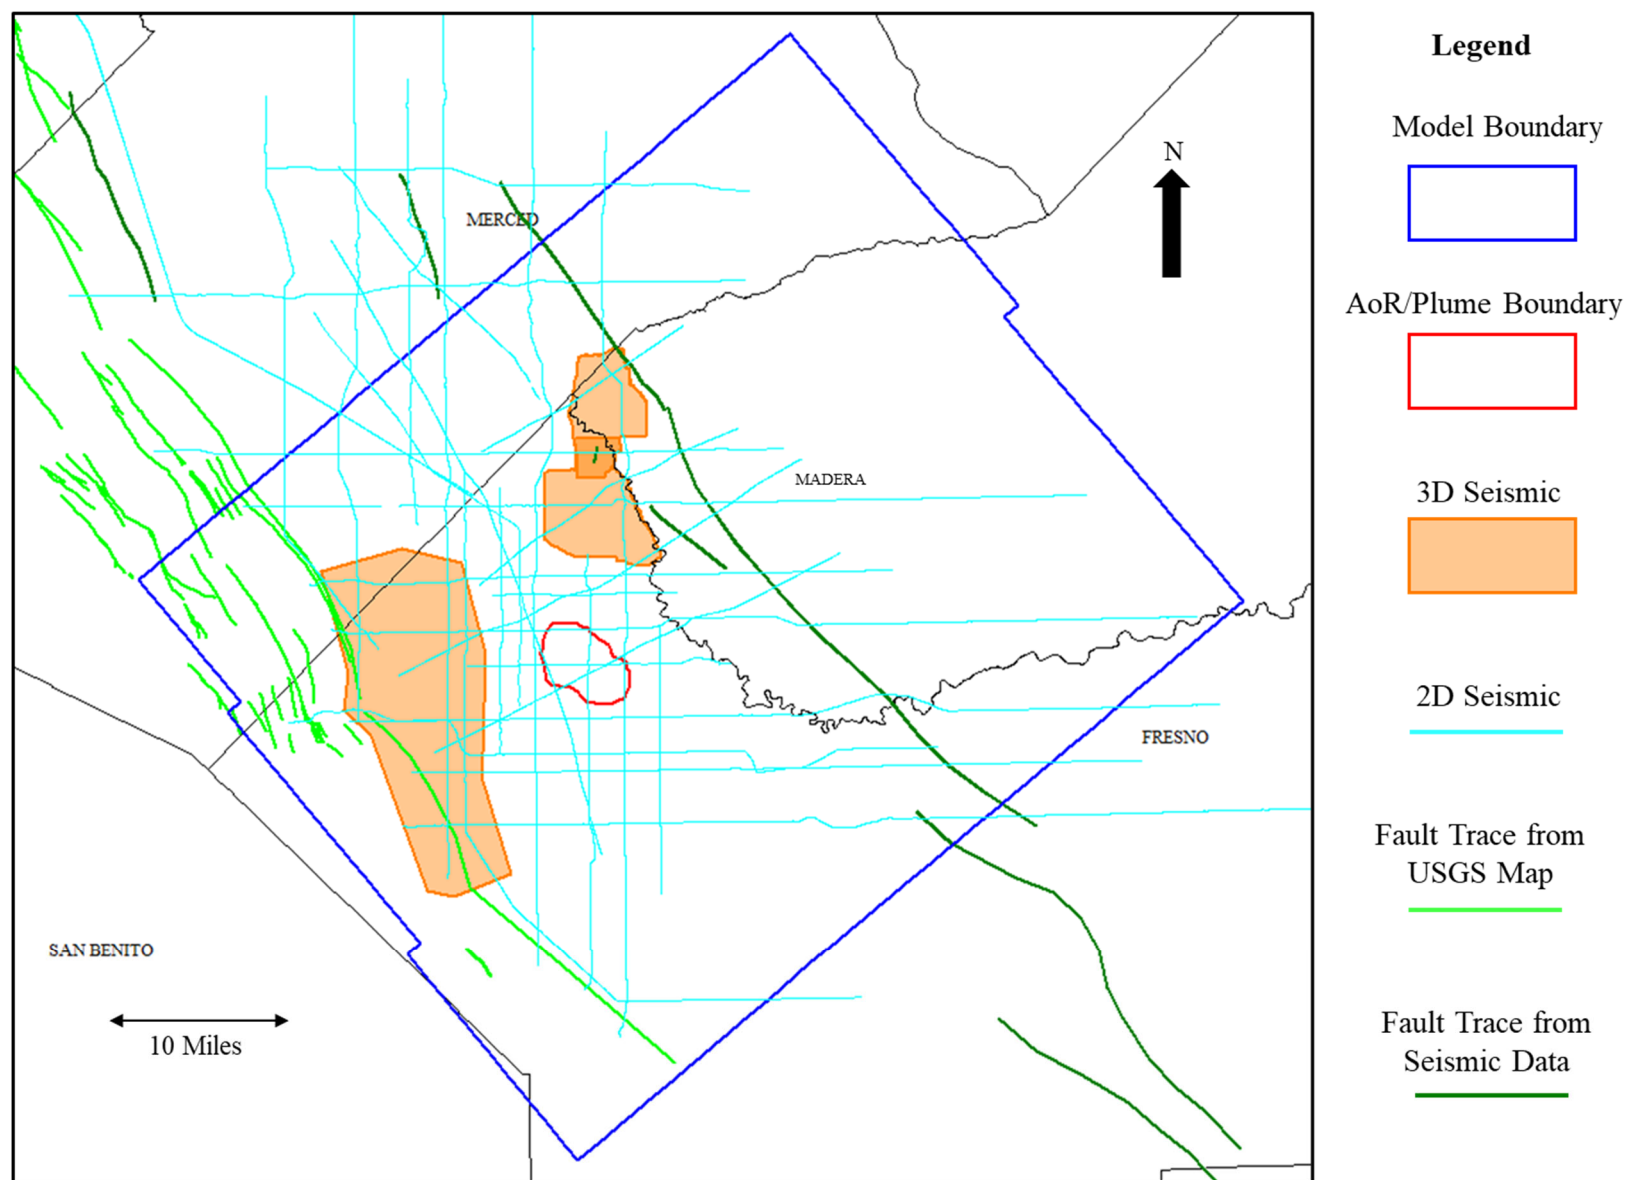 Legend
Model Boundary
N
AoR/Plume Boundary
MERCED
MADERA
3D Seismic
2D Seismic
FRESNO
Fault Trace from
USGS Map
SAN BENITO
10 Miles
Fault Trace from
Seismic Data